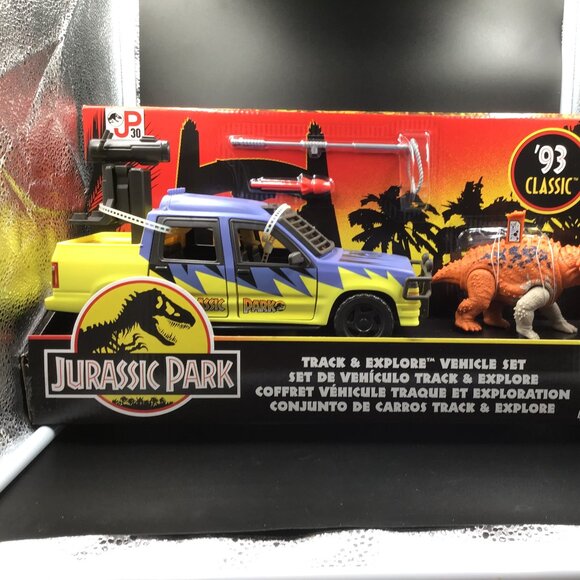 JP
30
'93
CLASSIC
JURASSIC PARK
JURASSIC PARK
TRACK & EXPLORE™ VEHICLE SET
SET DE VEHÍCULO TRACK & EXPLORE
COFFRET VÉHICULE TRAQUE ET EXPLORATION
CONJUNTO DE CARROS TRACK & EXPLORE